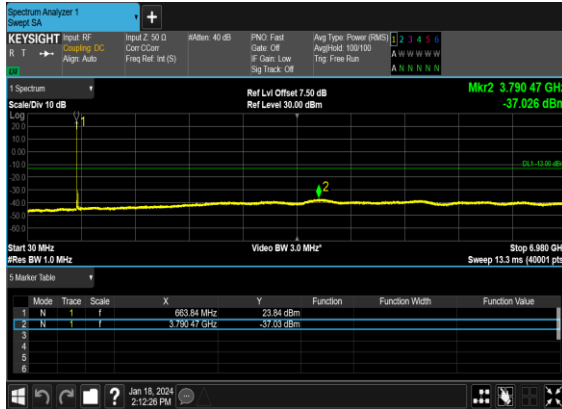 Spectrum Analyzer 1
Swept SA
+
KEYSIGHT
R T
LU
Input: RF
Coupling: DC
Align: Auto
Input Z: 50 Ω
Corr CCorr
Freq Ref: Int (S)
#Atten: 40 dB
PNO: Fast
Gate: Off
IF Gain: Low
Sig Track: Off
Avg Type: Power (RMS)
Avg|Hold: 100/100
Trig: Free Run
1 2 3 4 5 6
A W W W W W
A N N N N N
1 Spectrum
Scale/Div 10 dB
Ref Lvl Offset 7.50 dB
Ref Level 30.00 dBm
Mkr2 3.790 47 GHz
-37.026 dBm
Log
20.0
10.0
0.00
-10.0
-20.0
-30.0
-40.0
-50.0
-60.0
1
2
DL1 -13.00 dBm
Start 30 MHz
#Res BW 1.0 MHz
Video BW 3.0 MHz*
Stop 6.980 GHz
Sweep 13.3 ms (40001 pts)
5 Marker Table
Mode Trace Scale X Y Function Function Width Function Value
1 N 1 f 663.84 MHz 23.84 dBm
2 N 1 f 3.790 47 GHz -37.03 dBm
3
4
5
6
?
Jan 18, 2024
2:12:26 PM